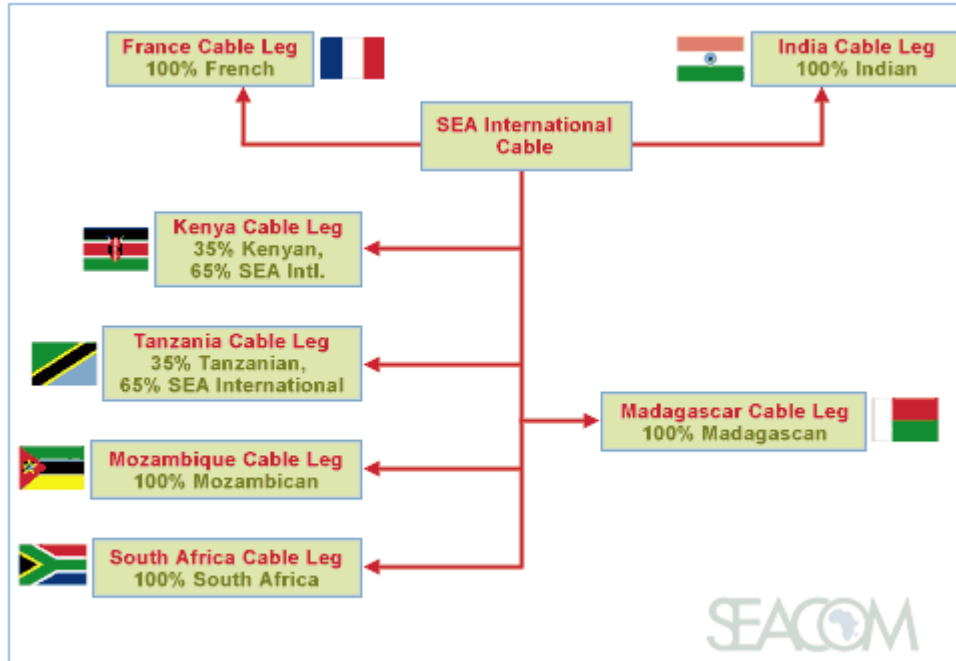 France Cable Leg
100% French
India Cable Leg
100% Indian
SEA International
Cable
Kenya Cable Leg
35% Kenyan,
65% SEA Intl.
Tanzania Cable Leg
35% Tanzanian,
65% SEA International
Madagascar Cable Leg
100% Madagascan
Mozambique Cable Leg
100% Mozambican
South Africa Cable Leg
100% South Africa
SEACOM